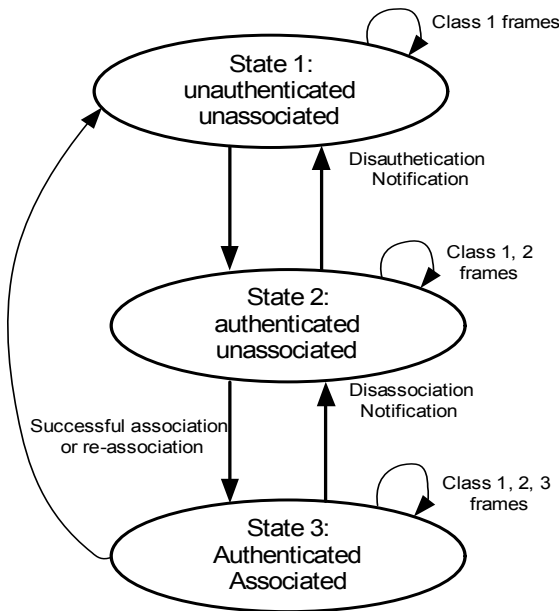 Class 1 frames
State 1:
unauthenticated
unassociated
Disauthetication
Notification
Class 1, 2
frames
State 2:
authenticated
unassociated
Disassociation
Notification
Successful association
or re-association
Class 1, 2, 3
frames
State 3:
Authenticated
Associated